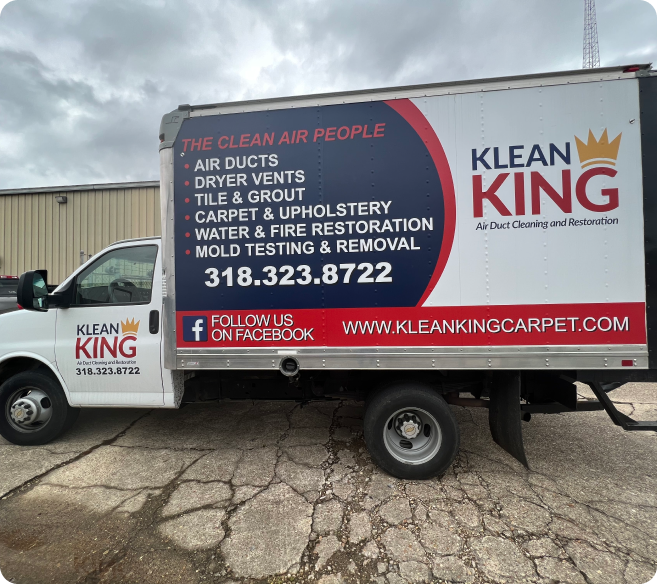 THE CLEAN AIR PEOPLE
• AIR DUCTS
• DRYER VENTS
• TILE & GROUT
• CARPET & UPHOLSTERY
• WATER & FIRE RESTORATION
• MOLD TESTING & REMOVAL
318.323.8722
KLEAN
KING
Air Duct Cleaning and Restoration
f FOLLOW US
ON FACEBOOK
WWW.KLEANKINGCARPET.COM
KLEAN
KING
Air Duct Cleaning and Restoration
318.323.8722